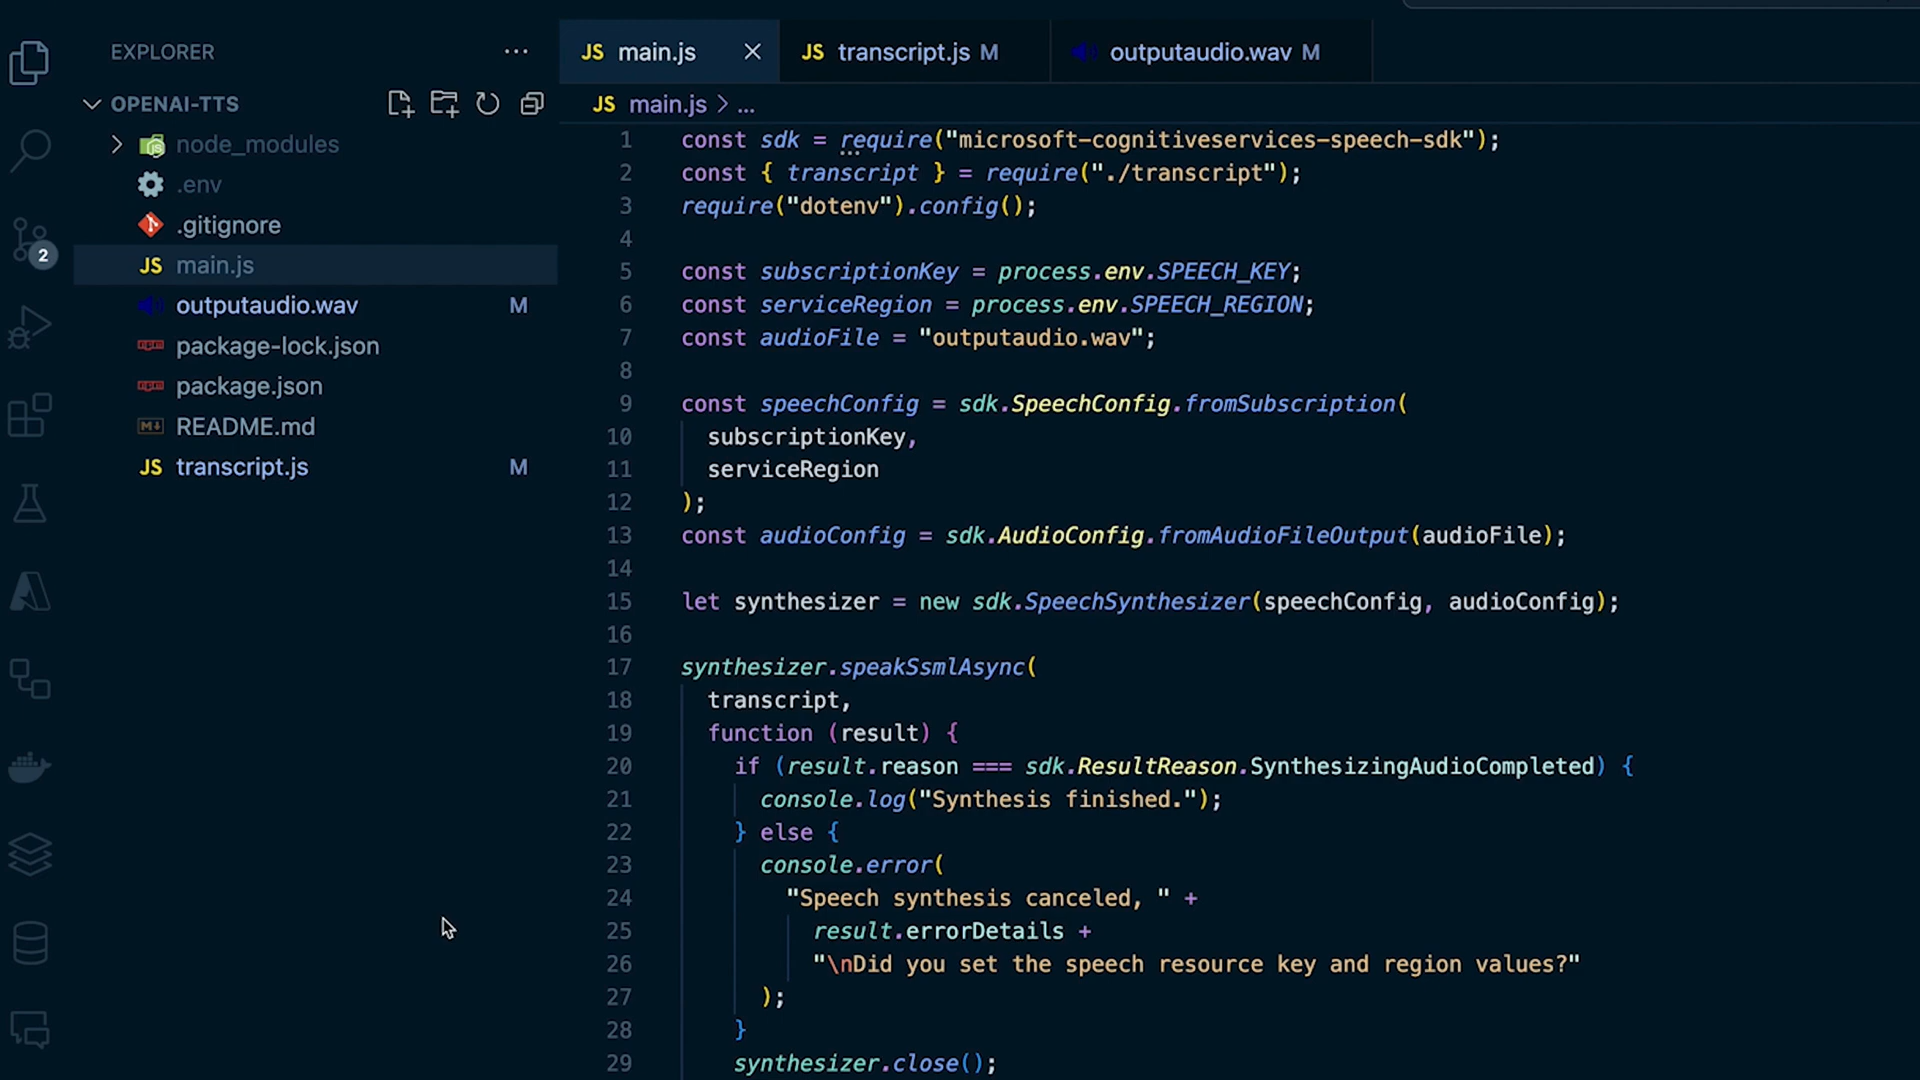 EXPLORER
OPENAI-TTS
node_modules
.env
.gitignore
JS main.js
outputaudio.wav M
package-lock.json
package.json
README.md
JS transcript.js M
2
JS main.js
JS transcript.js M
outputaudio.wav M
JS main.js > ...
1 const sdk = require("microsoft-cognitiveservices-speech-sdk");
2 const { transcript } = require("./transcript");
3 require("dotenv").config();
4
5 const subscriptionKey = process.env.SPEECH_KEY;
6 const serviceRegion = process.env.SPEECH_REGION;
7 const audioFile = "outputaudio.wav";
8
9 const speechConfig = sdk.SpeechConfig.fromSubscription(
10 subscriptionKey,
11 serviceRegion
12 );
13 const audioConfig = sdk.AudioConfig.fromAudioFileOutput(audioFile);
14
15 let synthesizer = new sdk.SpeechSynthesizer(speechConfig, audioConfig);
16
17 synthesizer.speakSsmlAsync(
18 transcript,
19 function (result) {
20 if (result.reason === sdk.ResultReason.SynthesizingAudioCompleted) {
21 console.log("Synthesis finished.");
22 } else {
23 console.error(
24 "Speech synthesis canceled, " +
25 result.errorDetails +
26 "\nDid you set the speech resource key and region values?"
27 );
28 }
29 synthesizer.close();